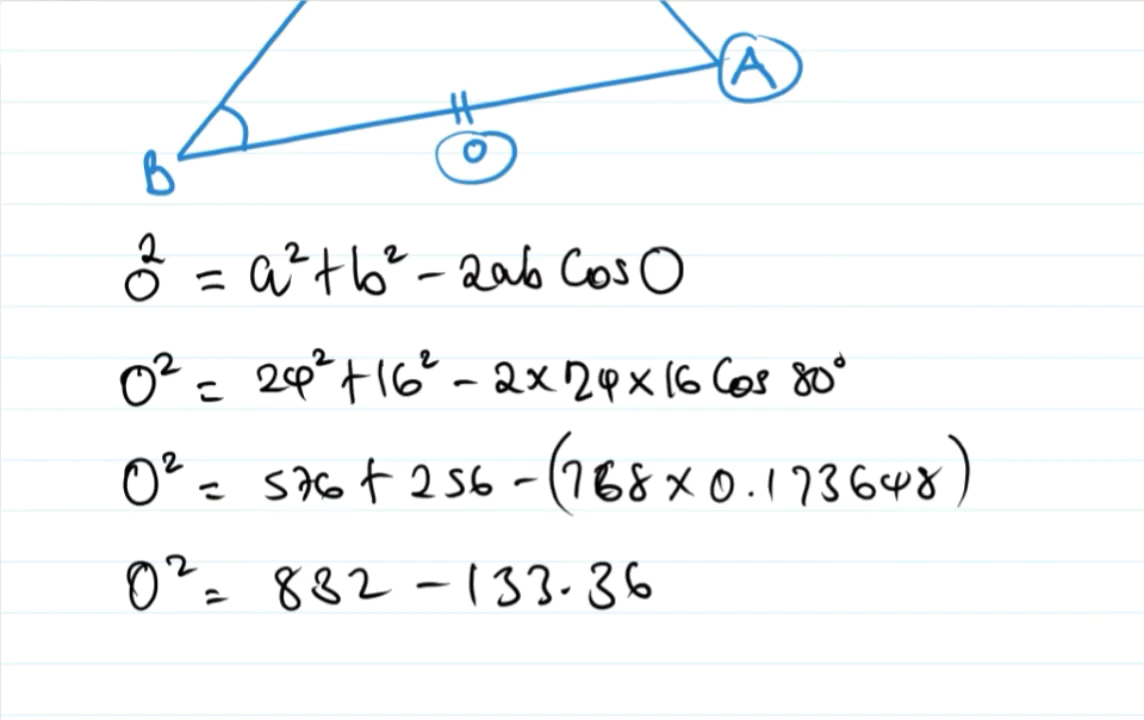 A
O
B
o² = a² + b² - 2ab Cos O
O² = 24² + 16² - 2 × 24 × 16 Cos 80°
O² = 576 + 256 - (768 × 0.173648)
O² = 832 - 133.36